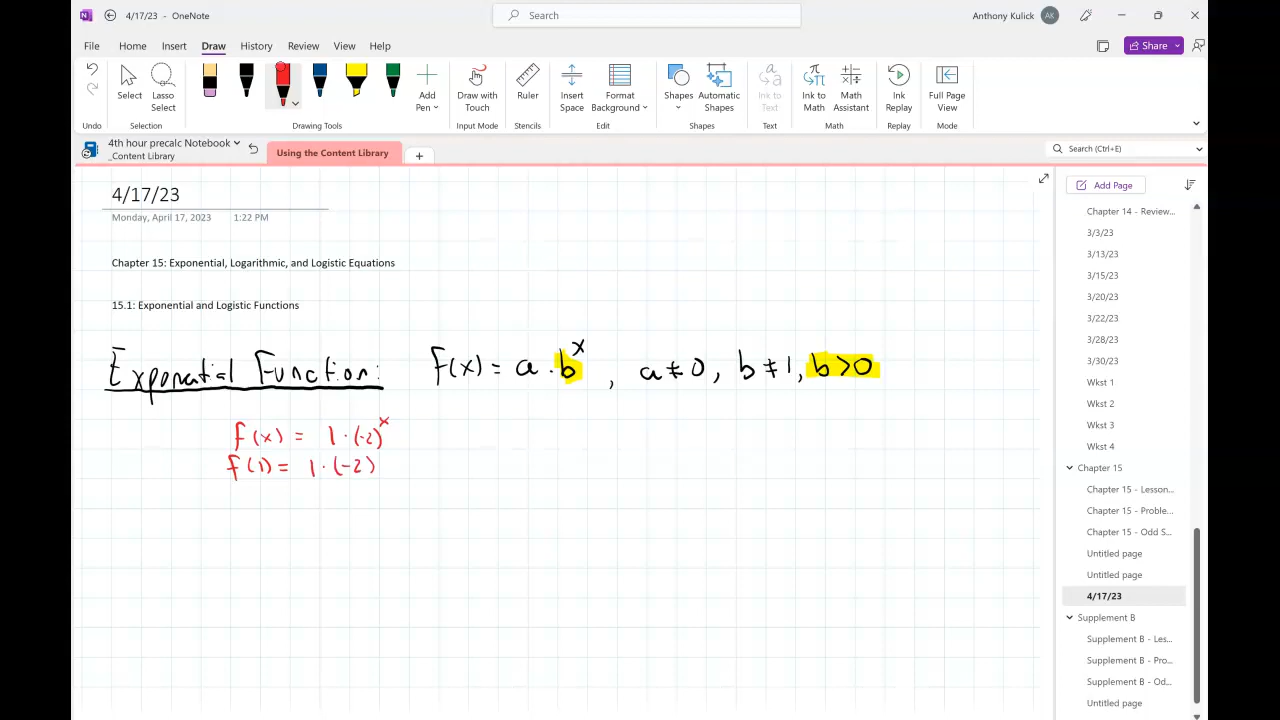 4/17/23 - OneNote
Search
Anthony Kulick
AK
File Home Insert Draw History Review View Help
Share
Undo
Select
Lasso Select
Selection
Drawing Tools
Add Pen
Draw with Touch
Input Mode
Ruler
Stencils
Insert Space
Format Background
Edit
Shapes
Automatic Shapes
Shapes
Ink to Text
Text
Ink to Math
Math Assistant
Math
Ink Replay
Replay
Full Page View
Mode
4th hour precalc Notebook
_Content Library
Using the Content Library
+
Search (Ctrl+E)
4/17/23
Monday, April 17, 2023 1:22 PM
Chapter 15: Exponential, Logarithmic, and Logistic Equations
15.1: Exponential and Logistic Functions
Exponential Function: f(x) = a · b^x , a ≠ 0, b ≠ 1, b > 0
f(x) = 1 · (-2)^x
f(1) = 1 · (-2)
Add Page
Chapter 14 - Review...
3/3/23
3/13/23
3/15/23
3/20/23
3/22/23
3/28/23
3/30/23
Wkst 1
Wkst 2
Wkst 3
Wkst 4
Chapter 15
Chapter 15 - Lesson...
Chapter 15 - Proble...
Chapter 15 - Odd S...
Untitled page
Untitled page
4/17/23
Supplement B
Supplement B - Les...
Supplement B - Pro...
Supplement B - Od...
Untitled page